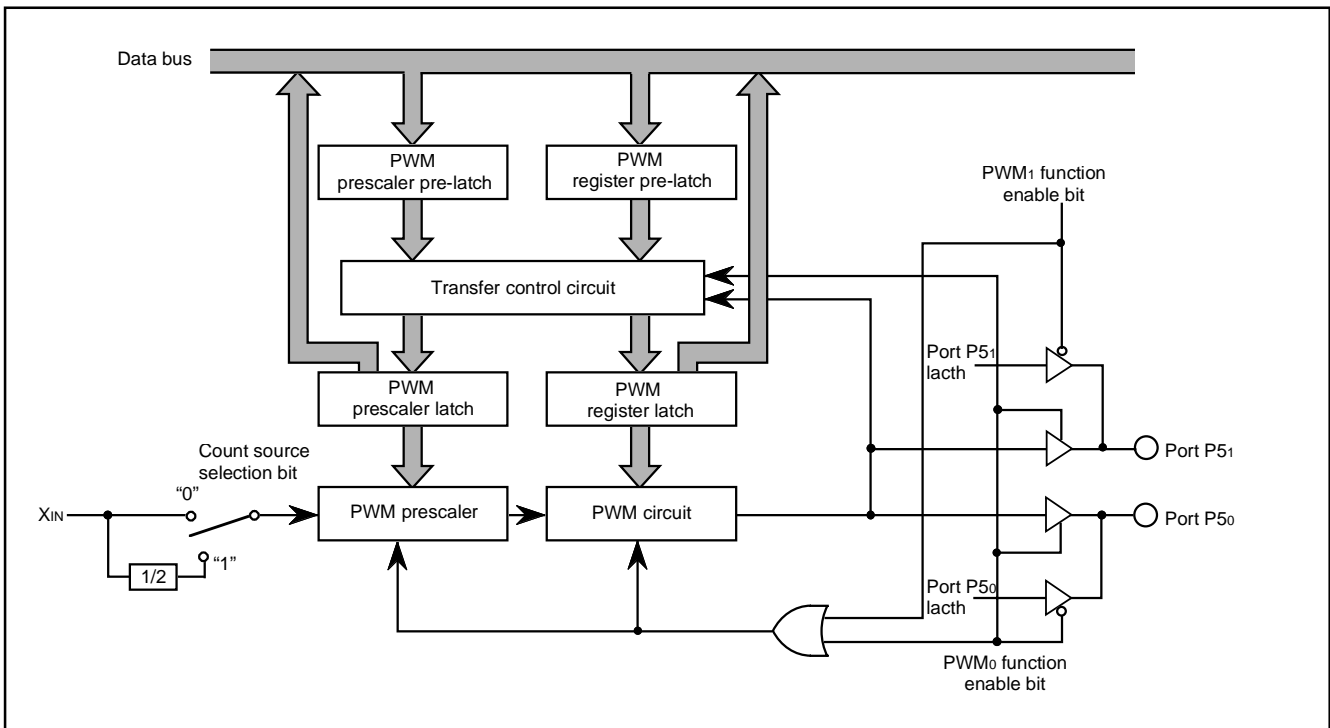 Data bus
PWM
prescaler pre-latch
PWM
register pre-latch
PWM1 function
enable bit
Transfer control circuit
Port P51
lacth
PWM
prescaler latch
PWM
register latch
Count source
selection bit
Port P51
“0”
XIN
PWM prescaler
PWM circuit
Port P50
“1”
1/2
Port P50
lacth
PWM0 function
enable bit